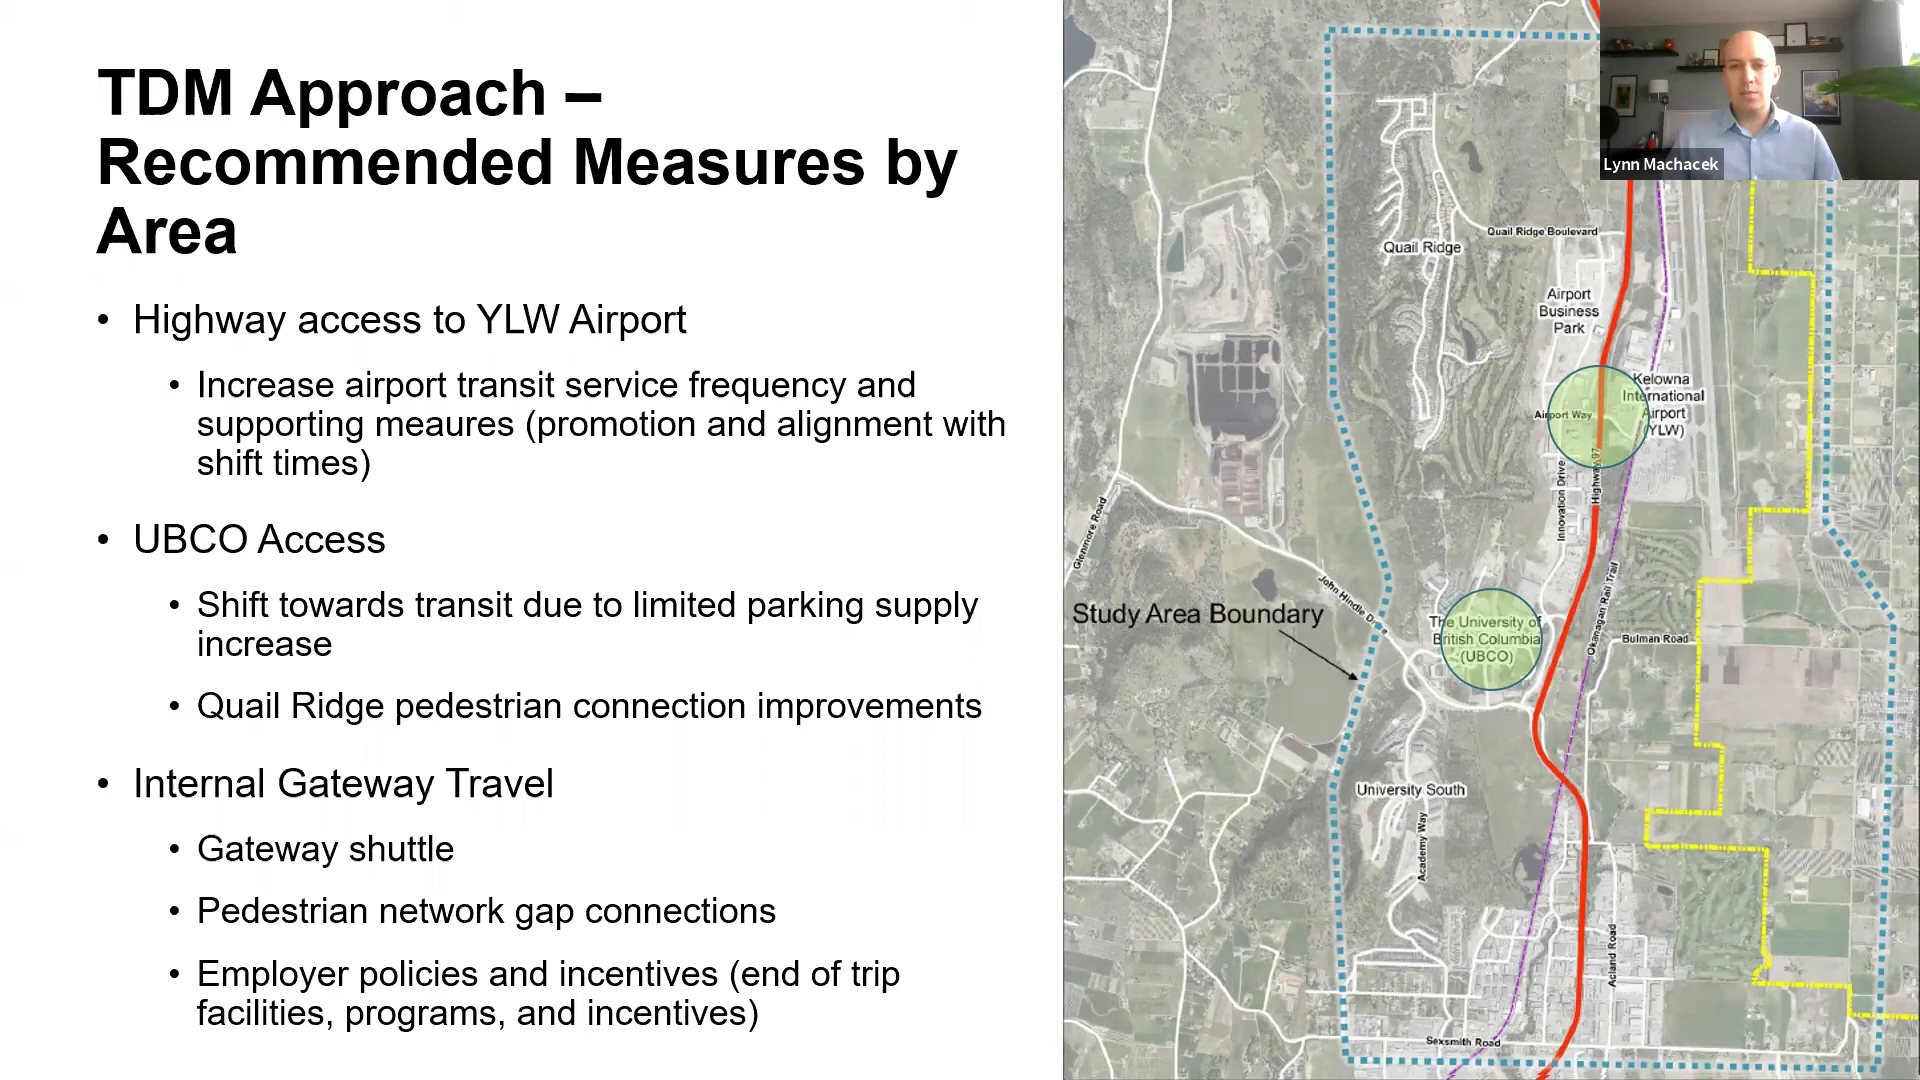 TDM Approach –
Recommended Measures by
Area
• Highway access to YLW Airport
• Increase airport transit service frequency and
supporting meaures (promotion and alignment with
shift times)
• UBCO Access
• Shift towards transit due to limited parking supply
increase
• Quail Ridge pedestrian connection improvements
• Internal Gateway Travel
• Gateway shuttle
• Pedestrian network gap connections
• Employer policies and incentives (end of trip
facilities, programs, and incentives)
Lynn Machacek
Quail Ridge Boulevard
Quail Ridge
Airport
Business
Park
Kelowna
International
Airport
(YLW)
Airport Way
Highway 97
Innovation Drive
Glenmore Road
John Hindle Drive
Okanagan Rail Trail
Study Area Boundary
The University of
British Columbia
(UBCO)
Bulman Road
University South
Academy Way
Acland Road
Sexsmith Road